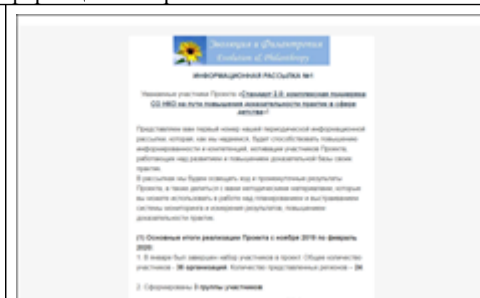 Эволюция и Филантропия
Evolution & Philanthropy
ИНФОРМАЦИОННАЯ РАССЫЛКА №1
Уважаемые участники Проекта «Стандарт 2.0: комплексная поддержка
СО НКО на пути повышения доказательности практик в сфере
детства»!
Представляем вам первый номер нашей периодической информационной
рассылки, которая, как мы надеемся, будет способствовать повышению
информированности и компетенций, мотивации участников Проекта,
работающих над развитием и повышением доказательной базы своих
практик.
В рассылках мы будем освещать ход и промежуточные результаты
Проекта, а также делиться с вами методическими материалами, которые
вы можете использовать в работе над планированием и выстраиванием
системы мониторинга и измерения результатов, повышением
доказательности практик.
(1) Основные итоги реализации Проекта с ноября 2019 по февраль
2020:
1. В январе был завершен набор участников в проект. Общее количество
участников - 36 организаций. Количество представленных регионов – 24
2. Сформированы 3 группы участников